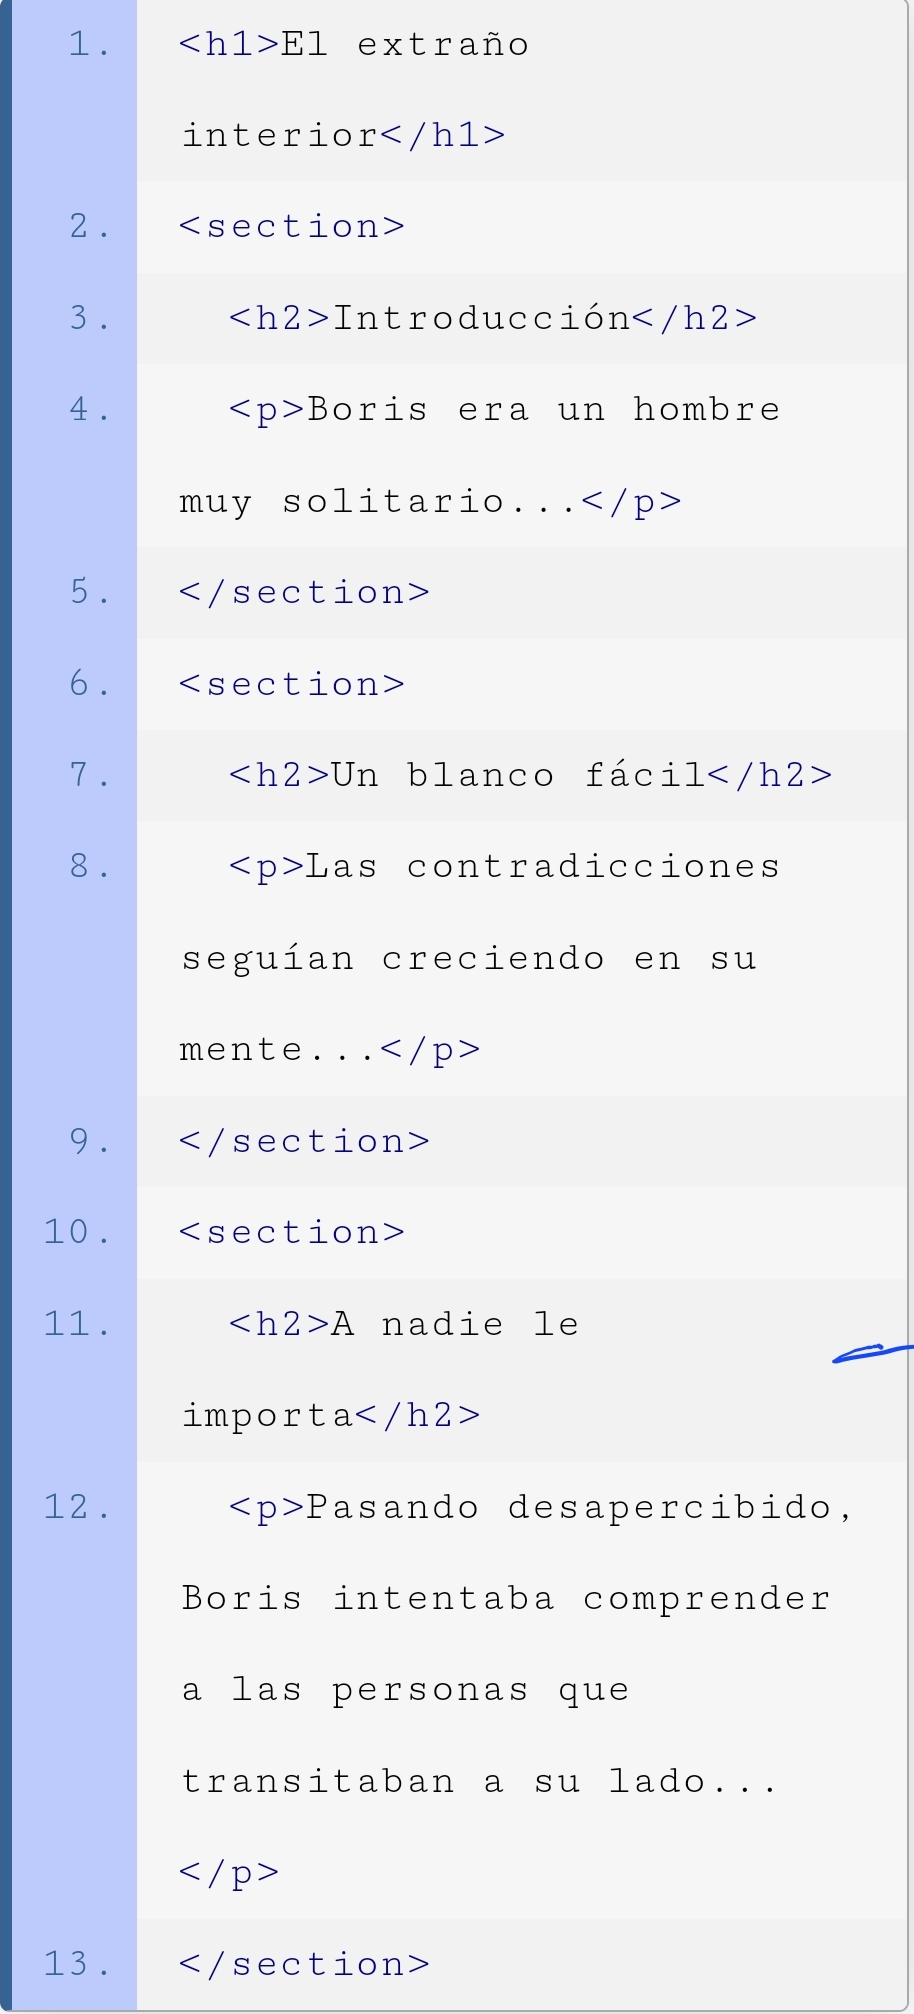 1. <h1>El extraño
interior</h1>
2. <section>
3. <h2>Introducción</h2>
4. <p>Boris era un hombre
muy solitario...</p>
5. </section>
6. <section>
7. <h2>Un blanco fácil</h2>
8. <p>Las contradicciones
seguían creciendo en su
mente...</p>
9. </section>
10. <section>
11. <h2>A nadie le
importa</h2>
12. <p>Pasando desapercibido,
Boris intentaba comprender
a las personas que
transitaban a su lado...
</p>
13. </section>